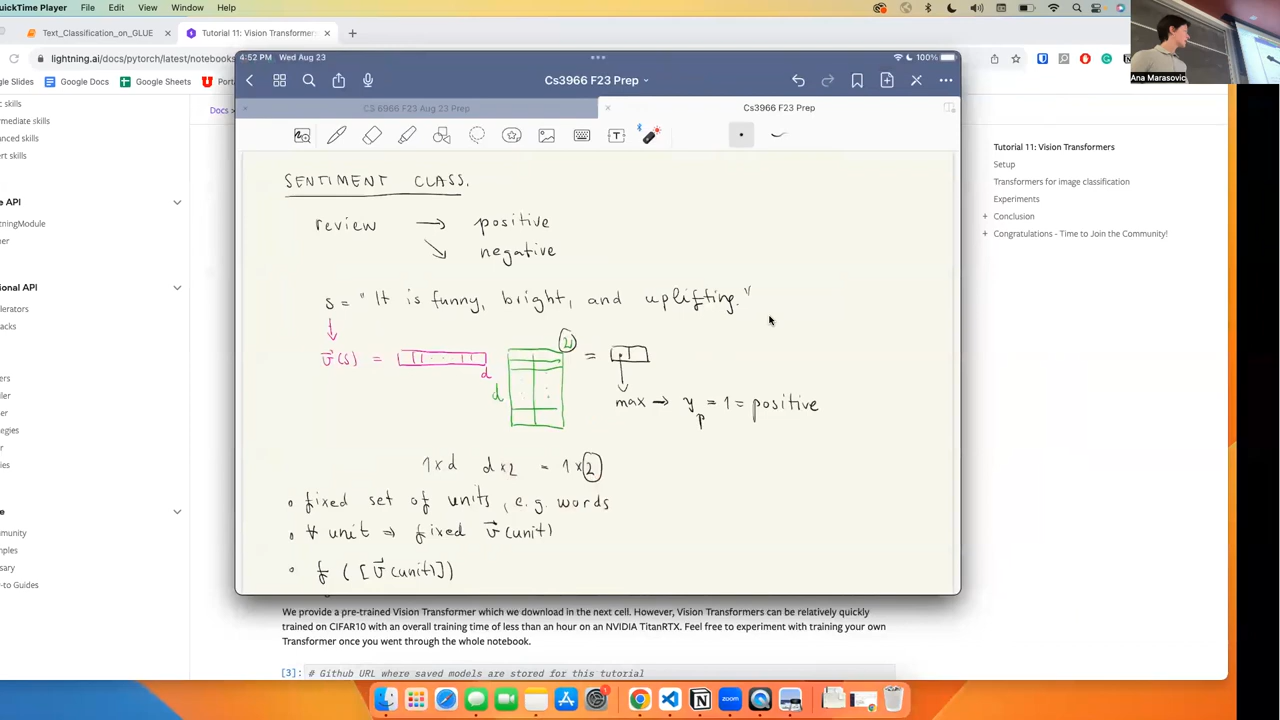 QuickTime Player File Edit View Window Help
Text_Classification_on_GLUE
Tutorial 11: Vision Transformers
lightning.ai/docs/pytorch/latest/notebooks
Google Slides
Google Docs
Google Sheets
Ana Marasovic
4:52 PM Wed Aug 23
100%
Cs3966 F23 Prep
CS 6966 F23 Aug 23 Prep
Cs3966 F23 Prep
Docs >
skills
skills
skills
skills
API
API
SENTIMENT CLASS.
review → positive
↘ negative
s = "It is funny, bright, and uplifting."
v(s) = d d 2 =
max → y p = 1 = positive
1 x d d x 2 = 1 x 2
• fixed set of units, e.g. words
• ∀ unit ⇒ fixed v(unit)
• f ([v(unit)])
Tutorial 11: Vision Transformers
Setup
Transformers for image classification
Experiments
+ Conclusion
+ Congratulations - Time to Join the Community!
We provide a pre-trained Vision Transformer which we download in the next cell. However, Vision Transformers can be relatively quickly
trained on CIFAR10 with an overall training time of less than an hour on an NVIDIA TitanRTX. Feel free to experiment with training your own
Transformer once you went through the whole notebook.
[3]: # Github URL where saved models are stored for this tutorial